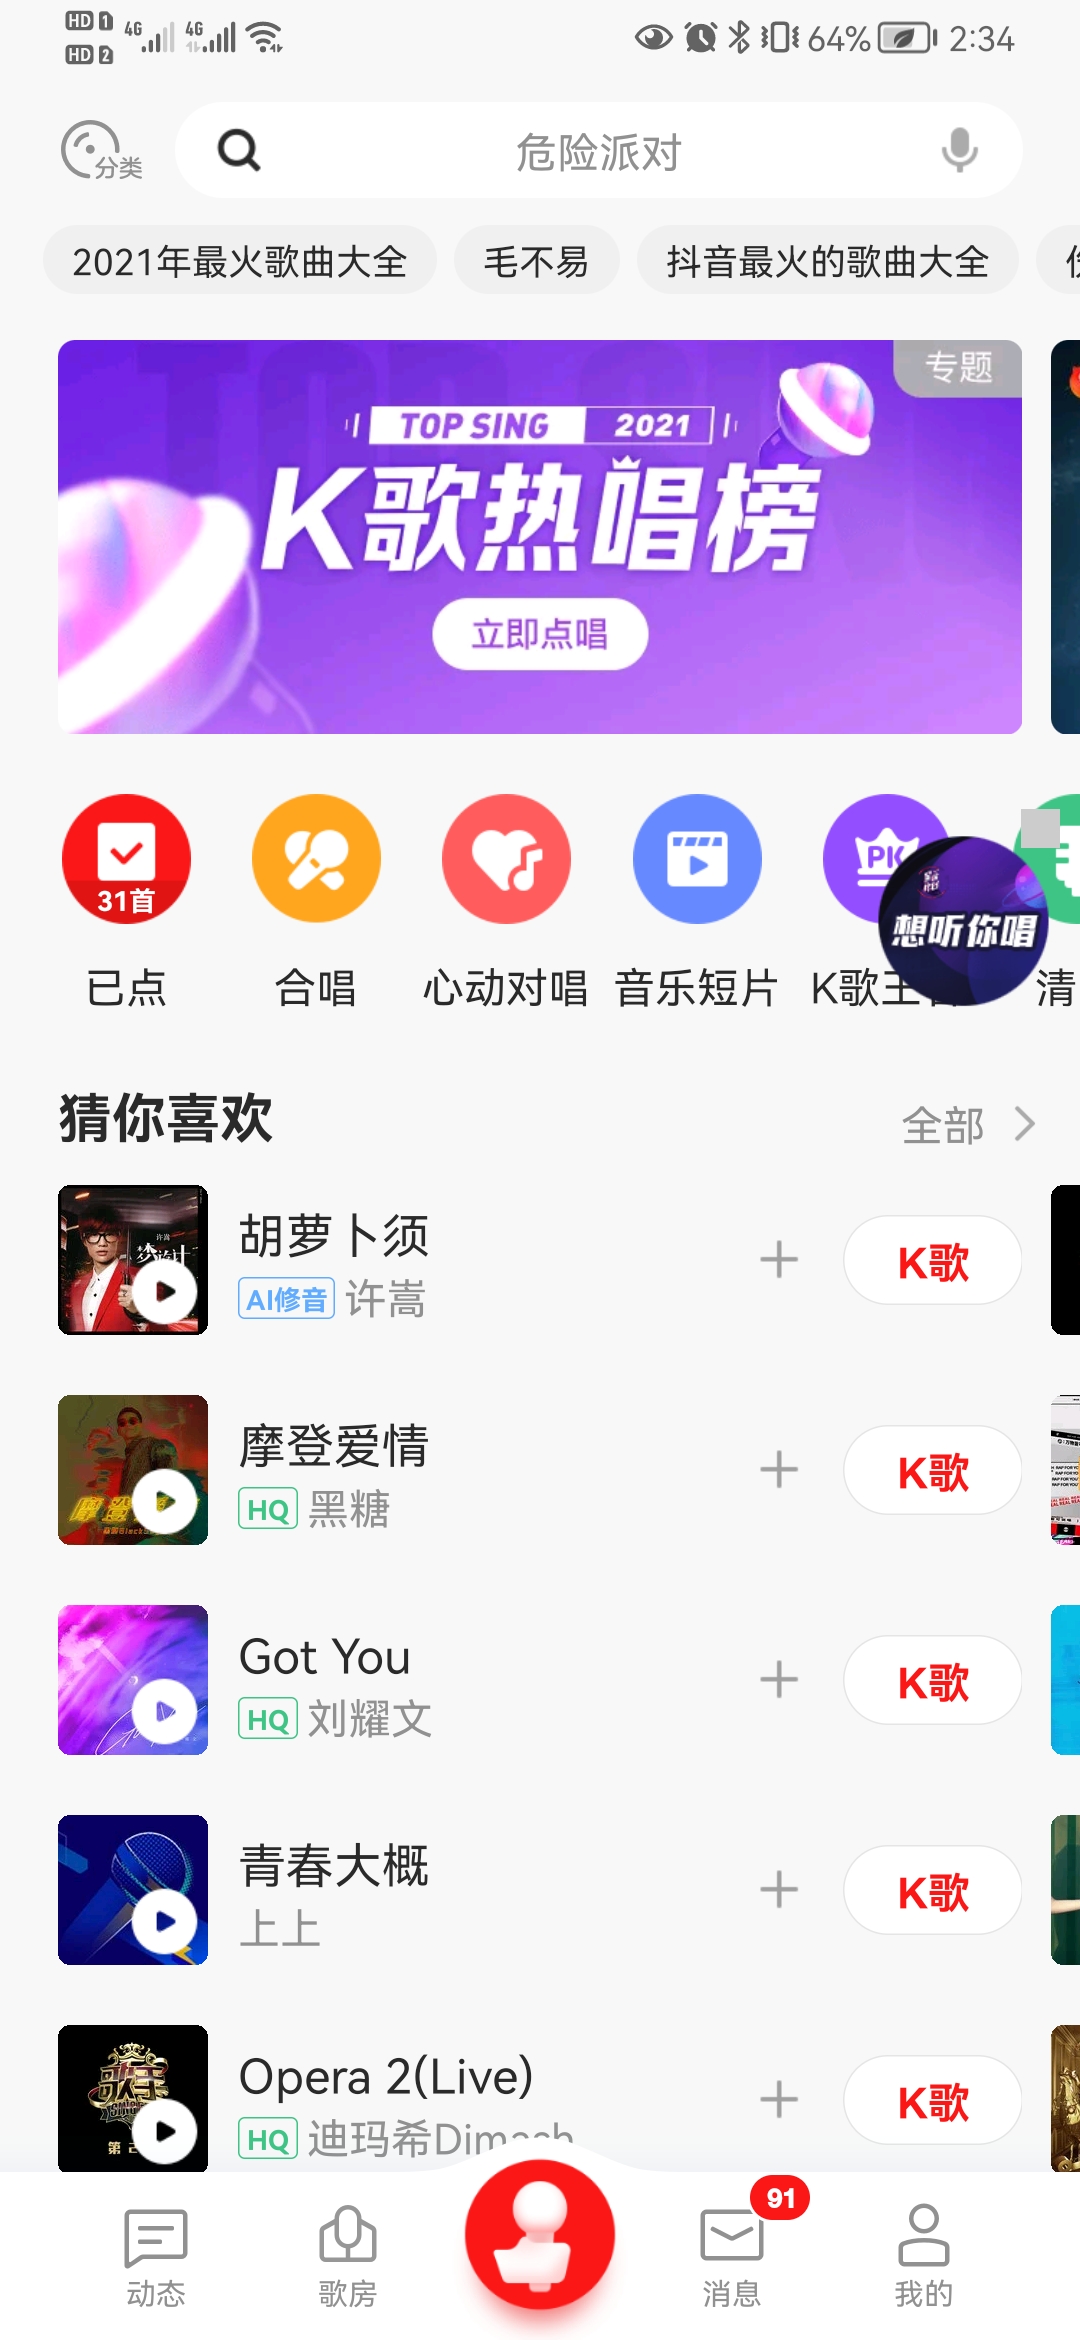 HD 1 4G 4G 64% 2:34
HD 2
分类 危险派对
2021年最火歌曲大全 毛不易 抖音最火的歌曲大全
专题
TOP SING 2021
K歌热唱榜
立即点唱
31首 PK 想听你唱
已点 合唱 心动对唱 音乐短片 K歌王 清
猜你喜欢 全部
胡萝卜须
AI修音 许嵩 K歌
摩登爱情
HQ 黑糖 K歌
Got You
HQ 刘耀文 K歌
青春大概
上上 K歌
歌手
Opera 2(Live)
HQ 迪玛希Dimash K歌
91
动态 歌房 消息 我的